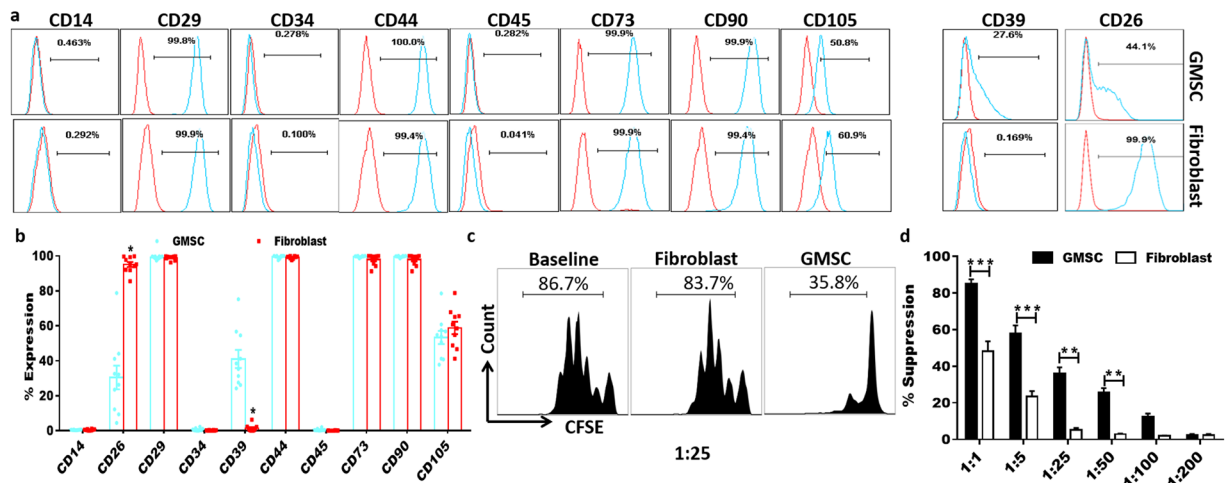 a
CD14 CD29 CD34 CD44 CD45 CD73 CD90 CD105 CD39 CD26
0.463% 99.8% 0.278% 100.0% 0.282% 99.9% 99.9% 50.8% 27.6% 44.1%
GMSC
0.292% 99.9% 0.100% 99.4% 0.041% 99.9% 99.4% 60.9% 0.169% 99.9%
Fibroblast
b
GMSC Fibroblast
% Expression
100
80
60
40
20
0
* *
CD14 CD26 CD29 CD34 CD39 CD44 CD45 CD73 CD90 CD105
c
Baseline Fibroblast GMSC
86.7% 83.7% 35.8%
Count
CFSE
1:25
d
GMSC Fibroblast
% Suppression
100
80
60
40
20
0
*** *** ** **
1:1 1:5 1:25 1:50 1:100 1:200